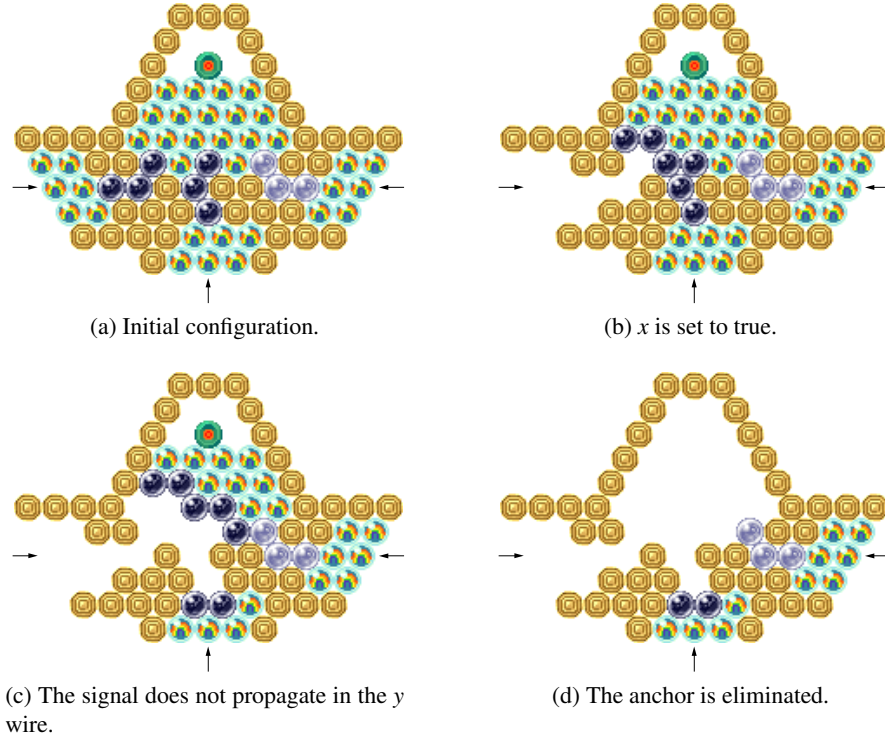 (a) Initial configuration.
(b) x is set to true.
(c) The signal does not propagate in the y
wire.
(d) The anchor is eliminated.